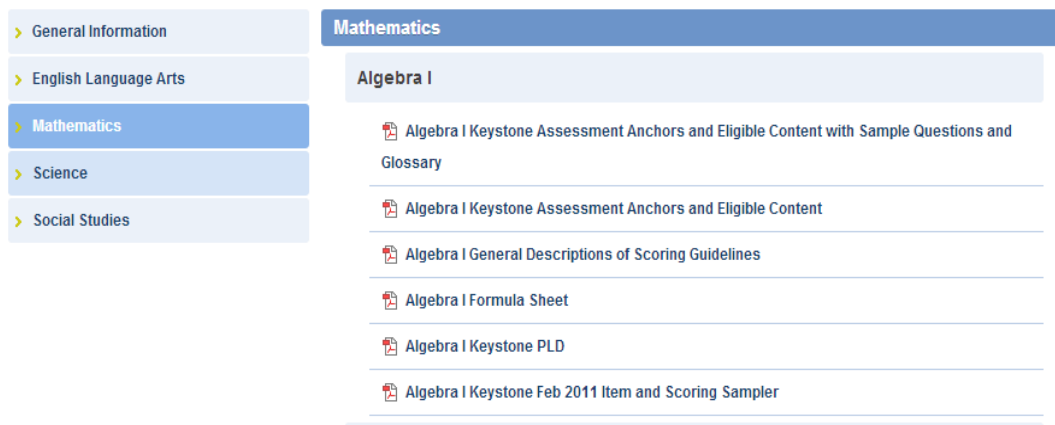 General Information
English Language Arts
Mathematics
Science
Social Studies
Mathematics
Algebra I
Algebra I Keystone Assessment Anchors and Eligible Content with Sample Questions and
Glossary
Algebra I Keystone Assessment Anchors and Eligible Content
Algebra I General Descriptions of Scoring Guidelines
Algebra I Formula Sheet
Algebra I Keystone PLD
Algebra I Keystone Feb 2011 Item and Scoring Sampler